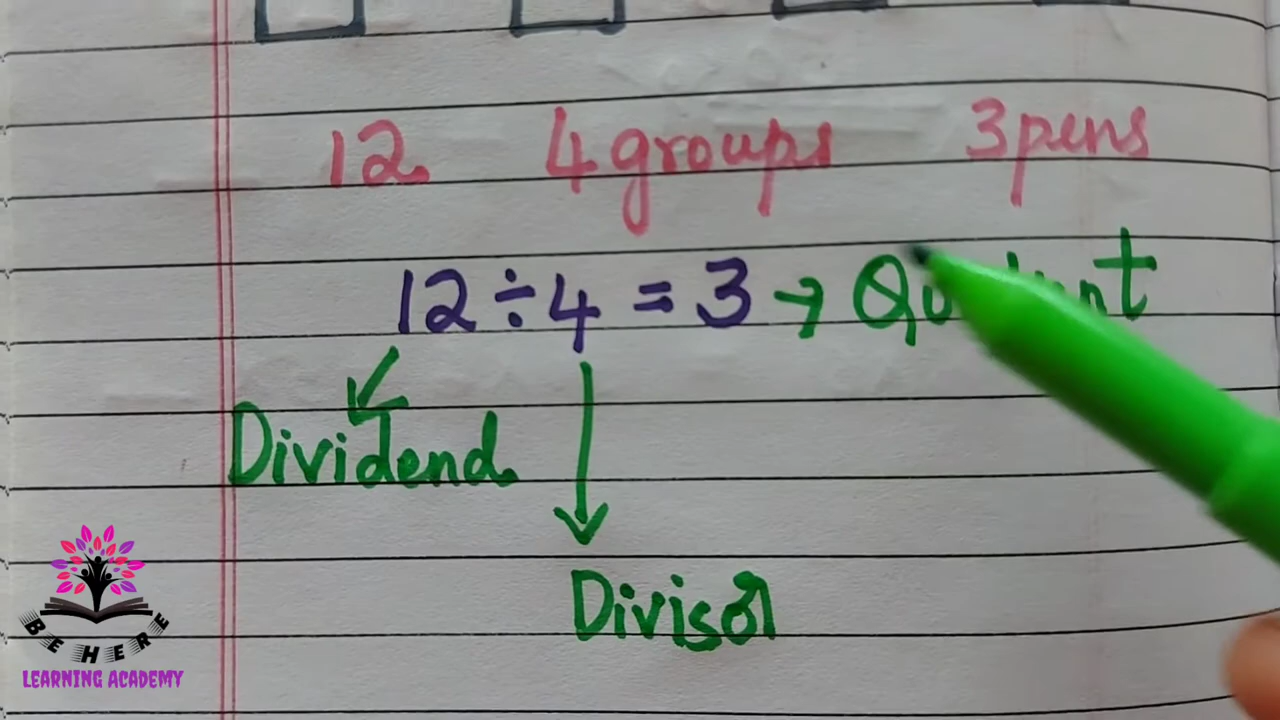 12 4 groups 3 pens
12 ÷ 4 = 3 →
Dividend
Divisor
BE HERE
LEARNING ACADEMY